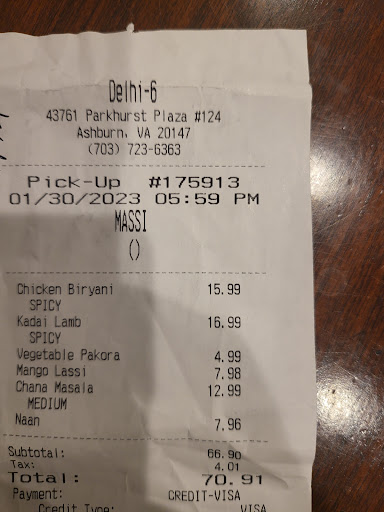 Delhi-6
43761 Parkhurst Plaza #124
Ashburn, VA 20147
(703) 723-6363
Pick-Up #175913
01/30/2023 05:59 PM
MASSI
()
Chicken Biryani 15.99
SPICY
Kadai Lamb 16.99
SPICY
Vegetable Pakora 4.99
Mango Lassi 7.98
Chana Masala 12.99
MEDIUM
Naan 7.96
Subtotal: 66.90
Tax: 4.01
Total: 70.91
Payment: CREDIT-VISA
Credit Type: VISA